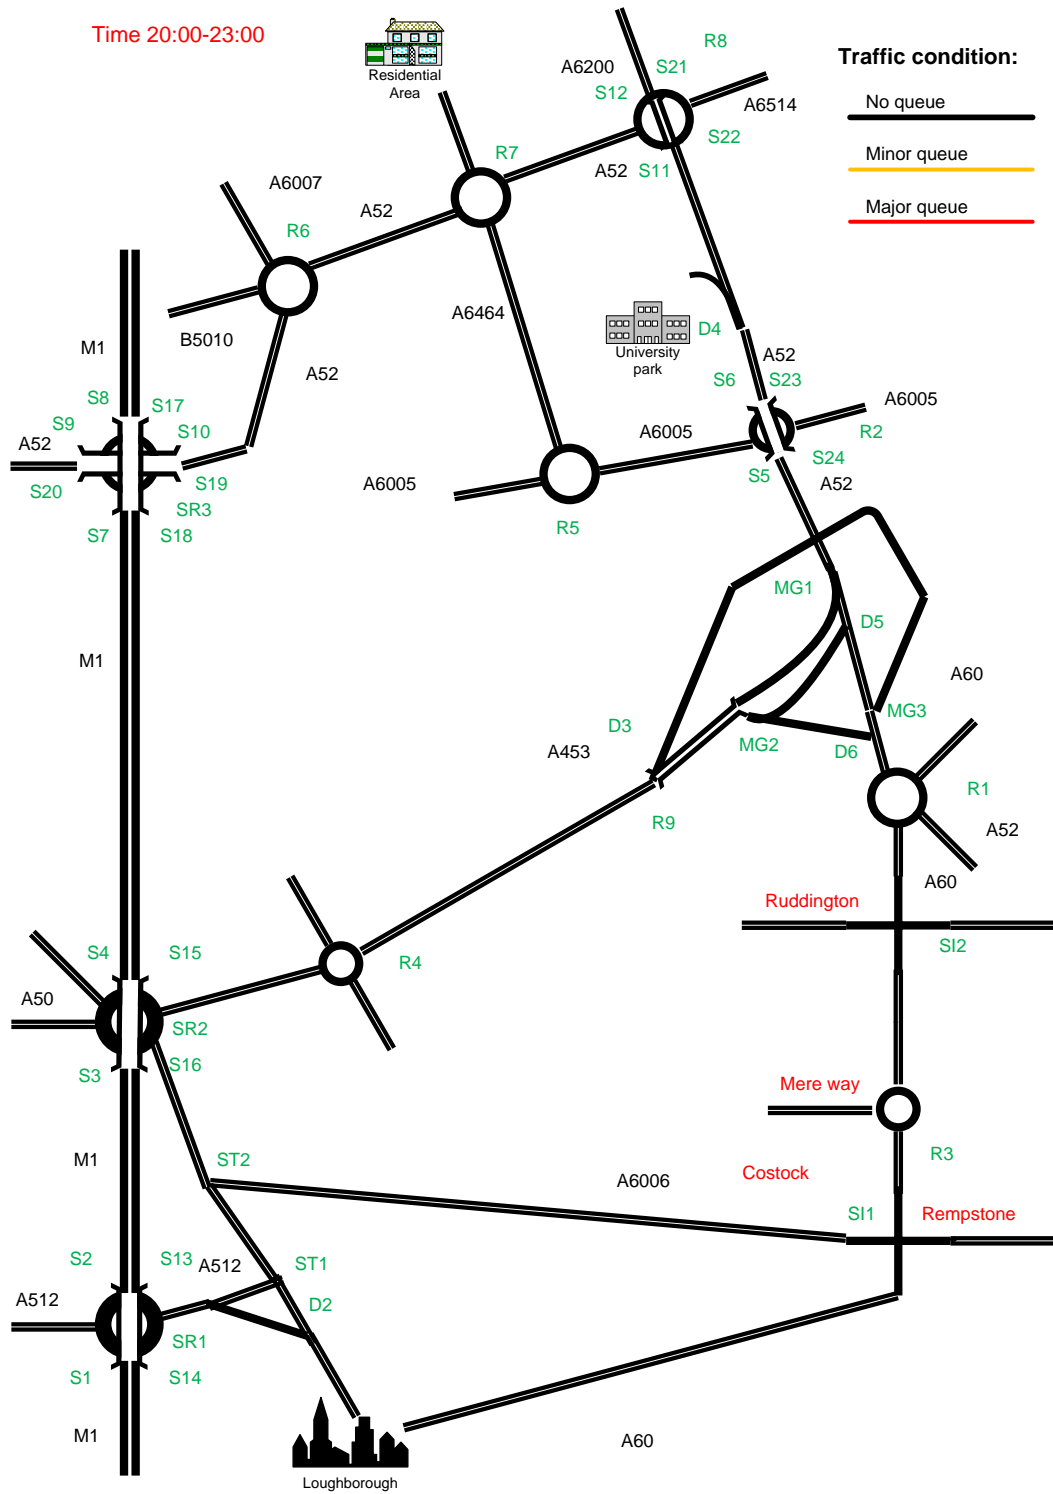 Time 20:00-23:00
Residential
Area
R8
A6200
S21
S12
A6514
S22
Traffic condition:
No queue
Minor queue
Major queue
R7
A52
S11
A6007
A52
R6
A6464
B5010
A52
M1
D4
University
park
A52
S6
S23
S8
S17
S9
S10
A52
S20
S19
SR3
S7
S18
A6005
A6005
R2
S24
S5
A52
A6005
R5
MG1
D5
M1
A60
MG3
D3
MG2
D6
A453
R1
R9
A52
A60
Ruddington
SI2
S4
S15
R4
A50
SR2
S16
S3
Mere way
R3
M1
ST2
Costock
A6006
SI1
Rempstone
S2
S13
A512
ST1
A512
D2
SR1
S1
S14
M1
A60
Loughborough